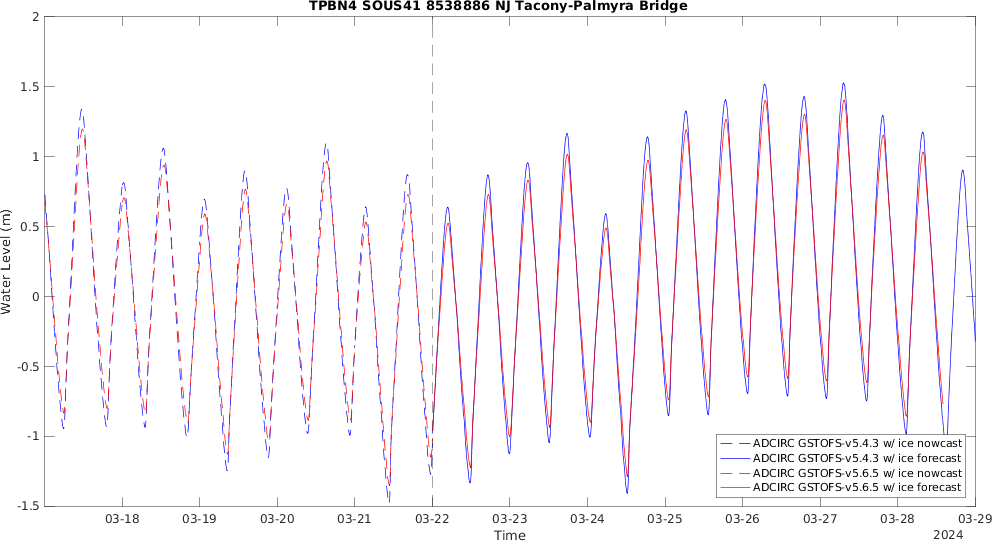 TPBN4 SOUS41 8538886 NJ Tacony-Palmyra Bridge
2
1.5
1
0.5
0
-0.5
-1
-1.5
Water Level (m)
03-18 03-19 03-20 03-21 03-22 03-23 03-24 03-25 03-26 03-27 03-28 03-29
Time
2024
ADCIRC GSTOFS-v5.4.3 w/ ice nowcast
ADCIRC GSTOFS-v5.4.3 w/ ice forecast
ADCIRC GSTOFS-v5.6.5 w/ ice nowcast
ADCIRC GSTOFS-v5.6.5 w/ ice forecast